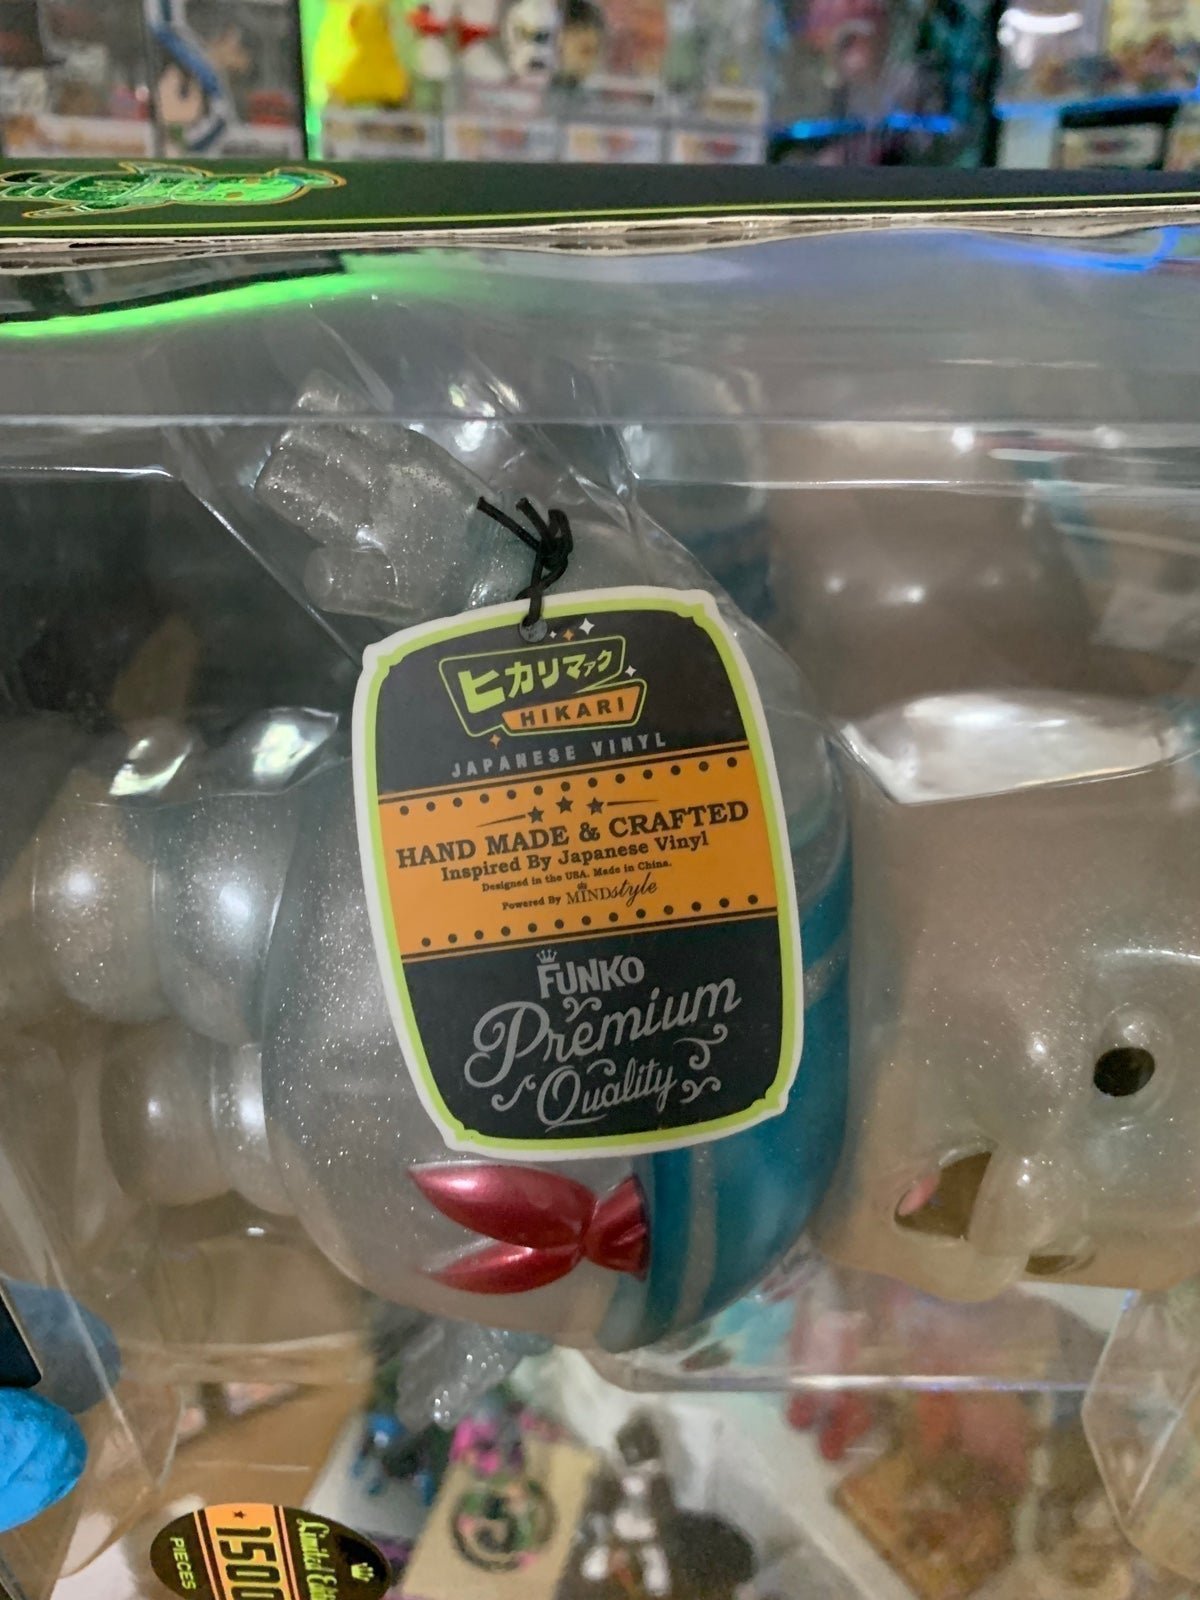 ヒカリマァク
HIKARI
JAPANESE VINYL
HAND MADE & CRAFTED
Inspired By Japanese Vinyl
Designed in the USA. Made in China.
Powered By MINDstyle
FUNKO
Premium
Quality
Limited
1500
PIECES